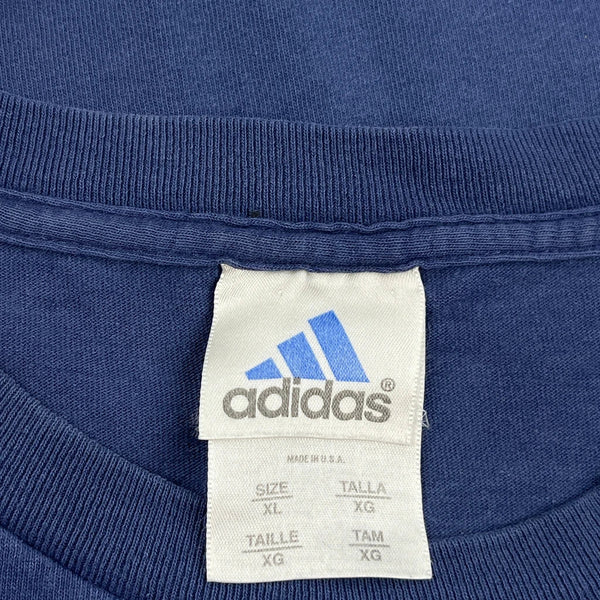 adidas®
MADE IN U.S.A.
SIZE TALLA
XL XG
TAILLE TAM
XG XG